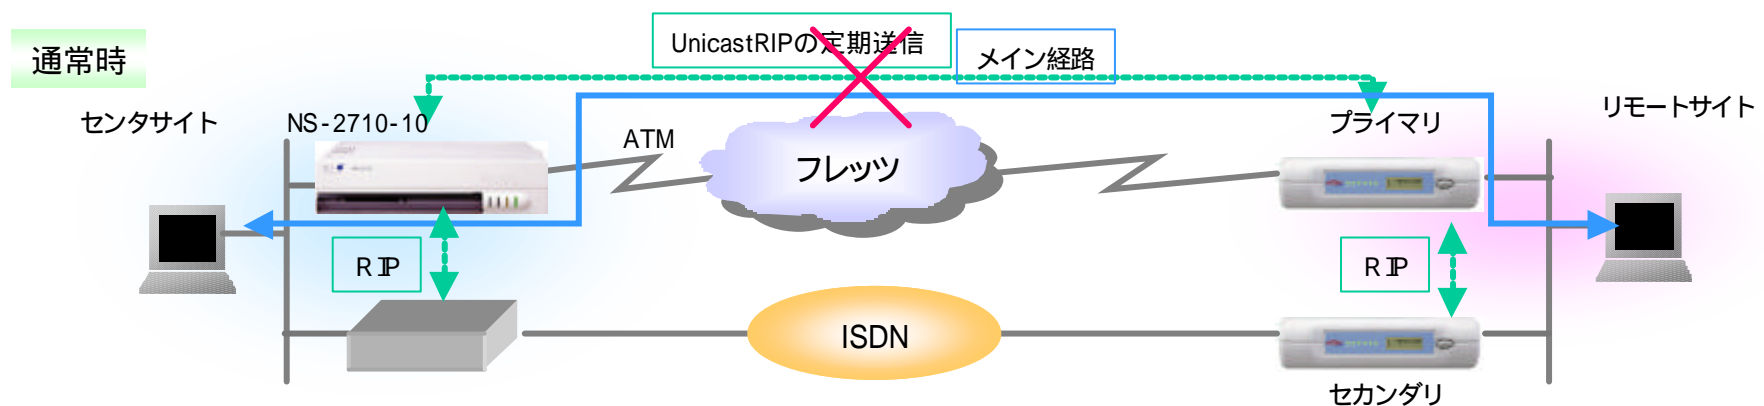 通常時
UnicastRIPの定期送信
メイン経路
センタサイト
NS-2710-10
ATM
フレッツ
プライマリ
リモートサイト
RIP
RIP
ISDN
セカンダリ